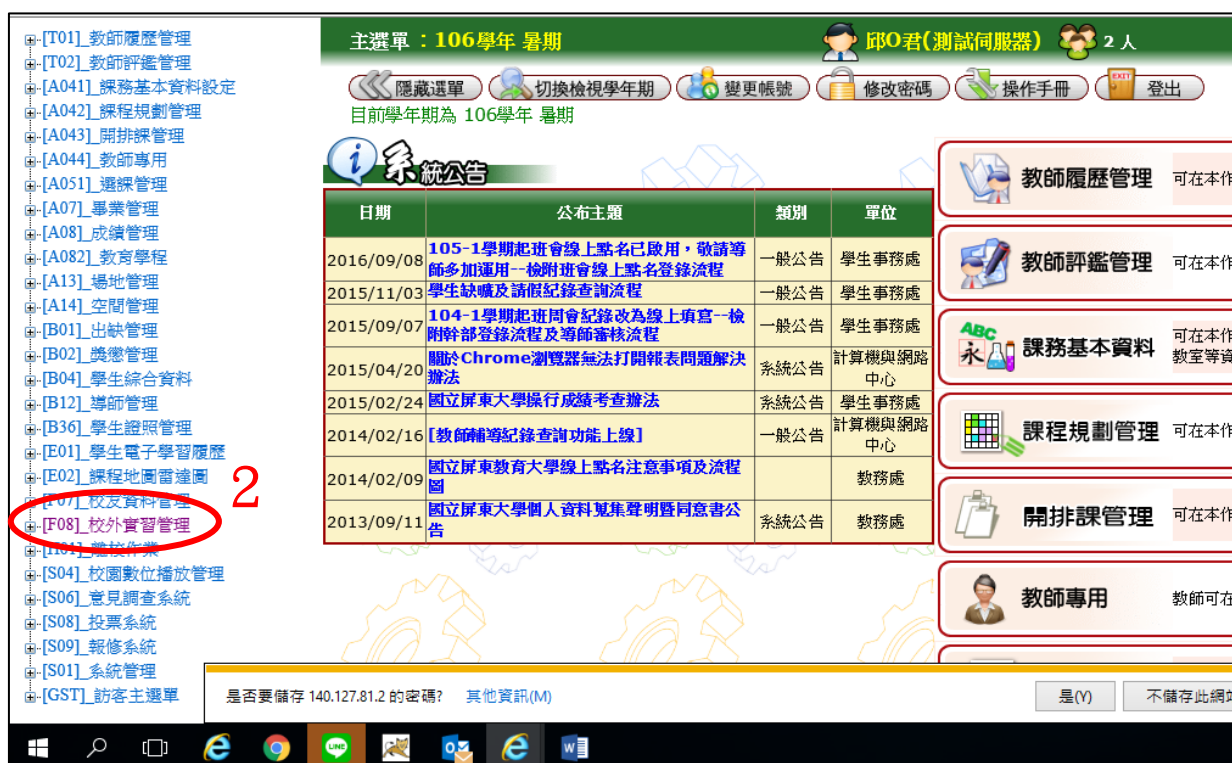 [T01]_教師履歷管理
[T02]_教師評鑑管理
[A041]_課務基本資料設定
[A042]_課程規劃管理
[A043]_開排課管理
[A044]_教師專用
[A051]_選課管理
[A07]_畢業管理
[A08]_成績管理
[A082]_教育學程
[A13]_場地管理
[A14]_空間管理
[B01]_出缺管理
[B02]_獎懲管理
[B04]_學生綜合資料
[B12]_導師管理
[B36]_學生證照管理
[E01]_學生電子學習履歷
[E02]_課程地圖雷達圖
[F07]_校友資料管理
2
[F08]_校外實習管理
[H01]_離校作業
[S04]_校園數位播放管理
[S06]_意見調查系統
[S08]_投票系統
[S09]_報修系統
[S01]_系統管理
[GST]_訪客主選單
主選單：106學年 暑期
邱O君(測試伺服器) 2 人
隱藏選單 切換檢視學年期 變更帳號 修改密碼 操作手冊 EXIT 登出
目前學年期為 106學年 暑期
i 系統公告
日期 公布主題 類別 單位
2016/09/08 105-1學期起班會線上點名已啟用，敬請導 一般公告 學生事務處
師多加運用--檢附班會線上點名登錄流程
2015/11/03 學生缺曠及請假紀錄查詢流程 一般公告 學生事務處
2015/09/07 104-1學期起班周會紀錄改為線上填寫--檢 一般公告 學生事務處
附幹部登錄流程及導師審核流程
2015/04/20 關於Chrome瀏覽器無法打開報表問題解決 系統公告 計算機與網路
辦法 中心
2015/02/24 國立屏東大學操行成績考查辦法 系統公告 學生事務處
2014/02/16 [教師輔導紀錄查詢功能上線] 一般公告 計算機與網路
中心
2014/02/09 國立屏東教育大學線上點名注意事項及流程 教務處
圖
2013/09/11 國立屏東大學個人資料蒐集聲明暨同意書公 系統公告 教務處
告
教師履歷管理 可在本作
教師評鑑管理 可在本作
ABC
永
課務基本資料 可在本作
教室等資
課程規劃管理 可在本作
開排課管理 可在本作
教師專用 教師可在
是否要儲存 140.127.81.2 的密碼? 其他資訊(M) 是(Y) 不儲存此網站
LINE